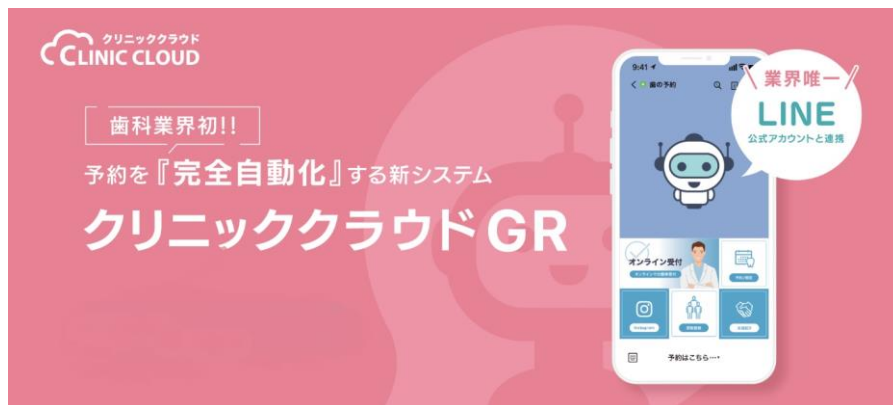 クリニッククラウド
CLINIC CLOUD
歯科業界初!!
予約を『完全自動化』する新システム
クリニッククラウド GR
9:41
歯の予約
業界唯一
LINE
公式アカウントと連携
オンライン受付
Instagram
予約はこちら…・